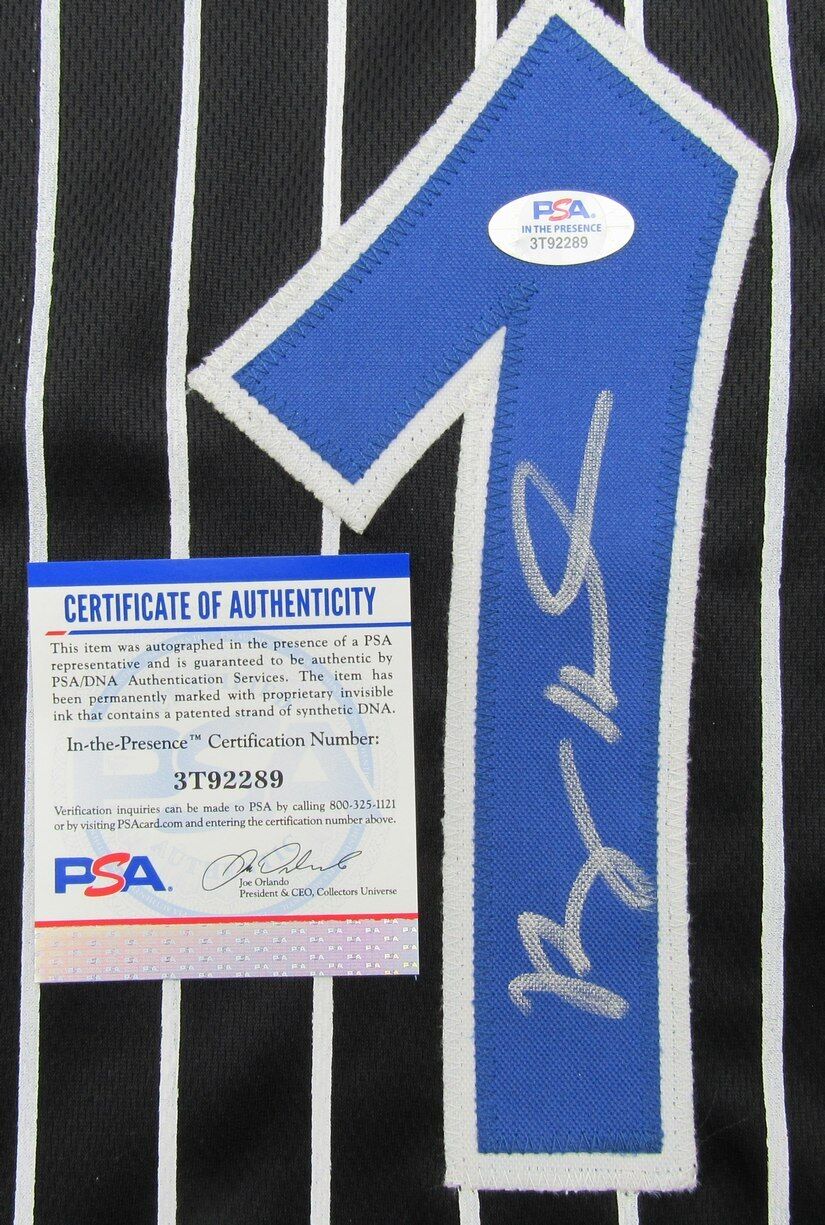 PSA.
IN THE PRESENCE
3T92289
CERTIFICATE OF AUTHENTICITY
This item was autographed in the presence of a PSA
representative and is guaranteed to be authentic by
PSA/DNA Authentication Services. The item has
been permanently marked with proprietary invisible
ink that contains a patented strand of synthetic DNA.
In-the-Presence™ Certification Number:
3T92289
Verification inquiries can be made to PSA by calling 800-325-1121
or by visiting PSAcard.com and entering the certification number above.
PSA.
Joe Orlando
President & CEO, Collectors Universe
1